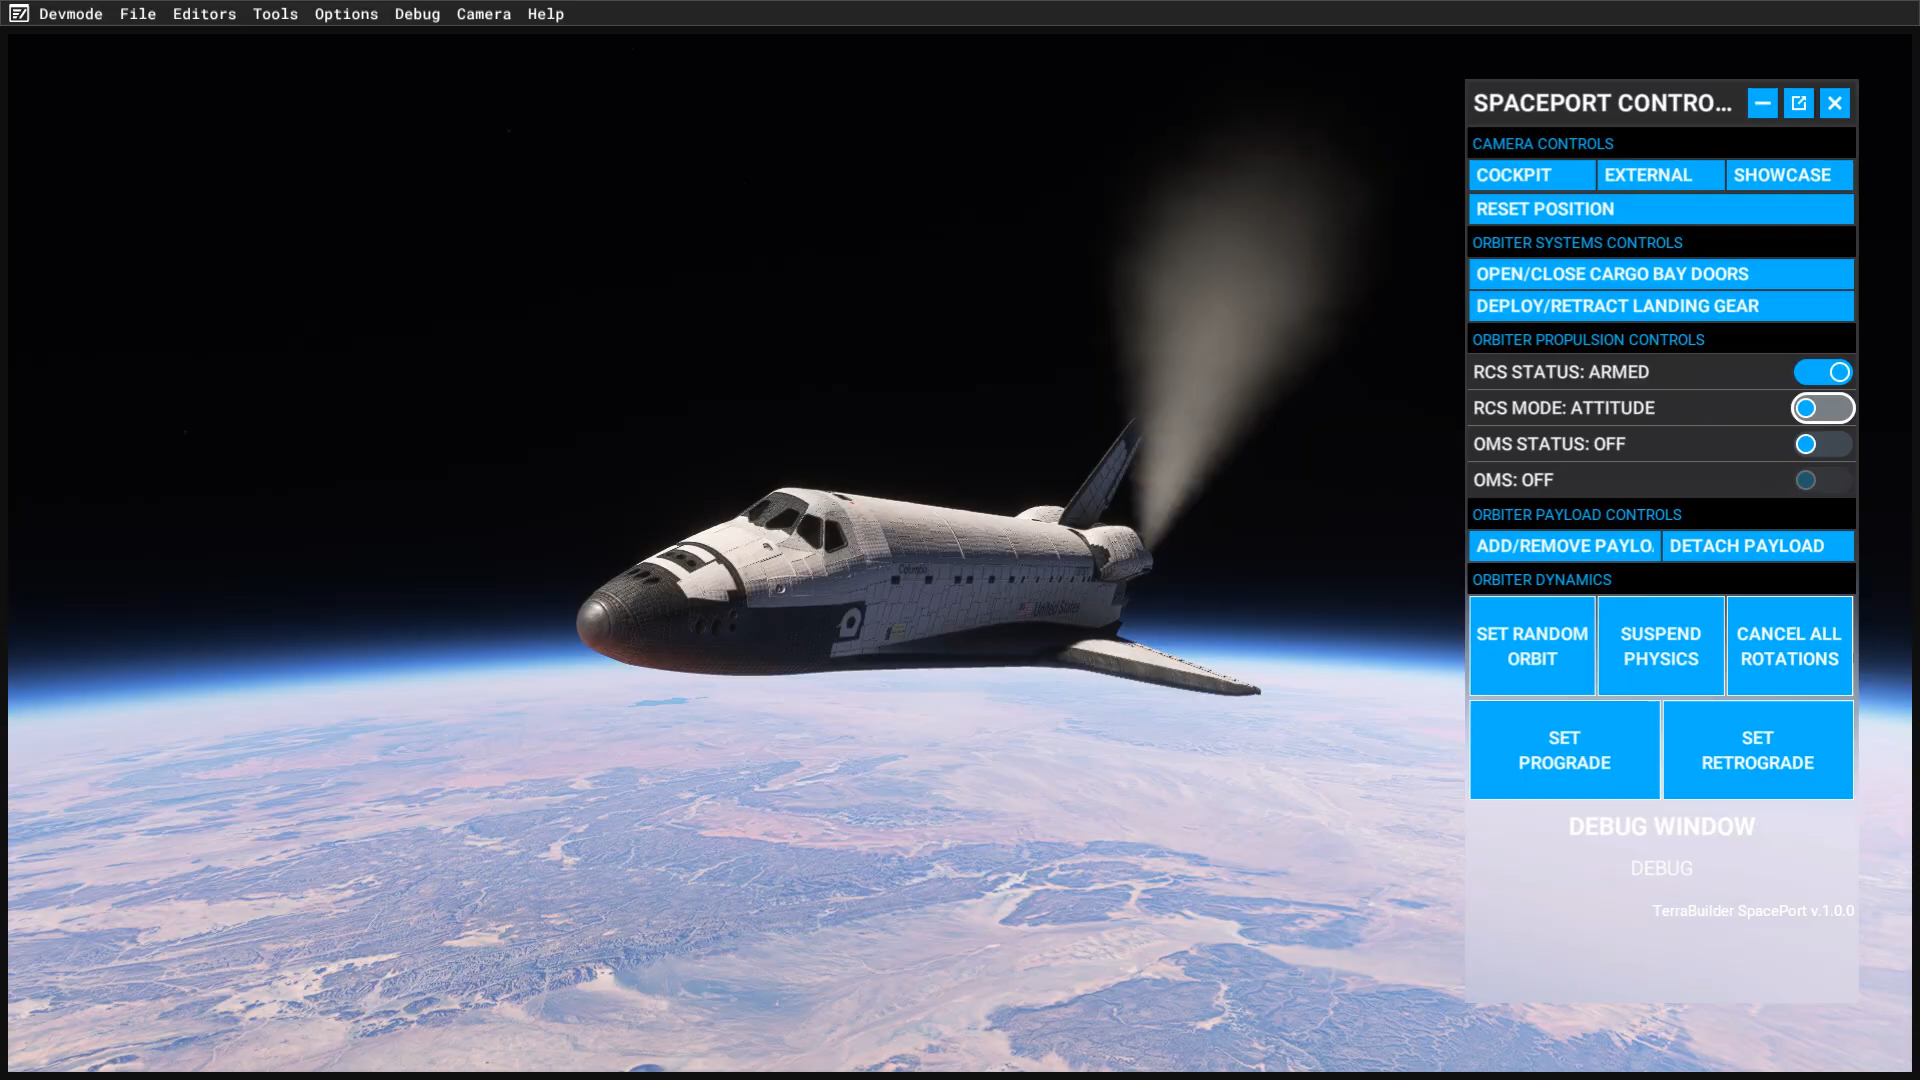 Devmode File Editors Tools Options Debug Camera Help
SPACEPORT CONTRO...
CAMERA CONTROLS
COCKPIT EXTERNAL SHOWCASE
RESET POSITION
ORBITER SYSTEMS CONTROLS
OPEN/CLOSE CARGO BAY DOORS
DEPLOY/RETRACT LANDING GEAR
ORBITER PROPULSION CONTROLS
RCS STATUS: ARMED
RCS MODE: ATTITUDE
OMS STATUS: OFF
OMS: OFF
ORBITER PAYLOAD CONTROLS
ADD/REMOVE PAYLO. DETACH PAYLOAD
ORBITER DYNAMICS
SET RANDOM
ORBIT
SUSPEND
PHYSICS
CANCEL ALL
ROTATIONS
SET
PROGRADE
SET
RETROGRADE
DEBUG WINDOW
DEBUG
TerraBuilder SpacePort v.1.0.0
Columbia
United States